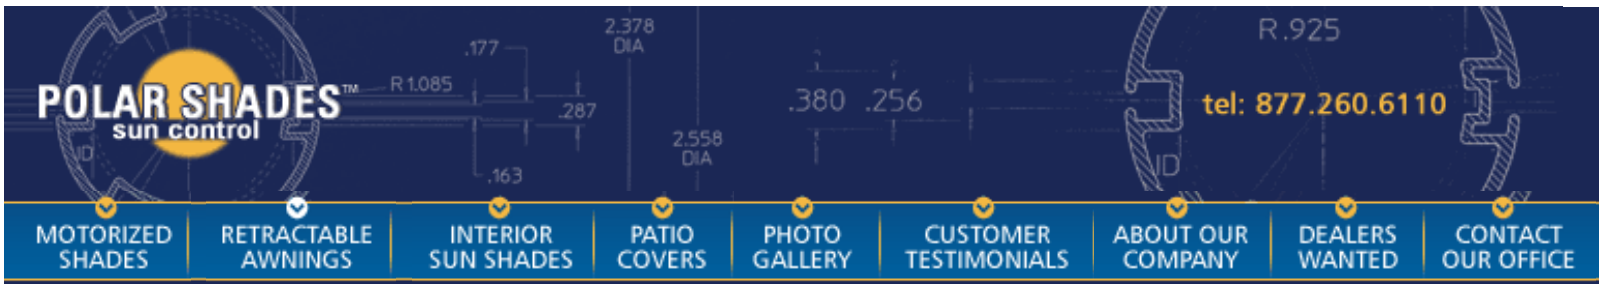 POLAR SHADES™
sun control
R 1.085
.177
.163
.287
2.378
DIA
2.558
DIA
.380
.256
R.925
tel: 877.260.6110
ID
ID
MOTORIZED
SHADES
RETRACTABLE
AWNINGS
INTERIOR
SUN SHADES
PATIO
COVERS
PHOTO
GALLERY
CUSTOMER
TESTIMONIALS
ABOUT OUR
COMPANY
DEALERS
WANTED
CONTACT
OUR OFFICE